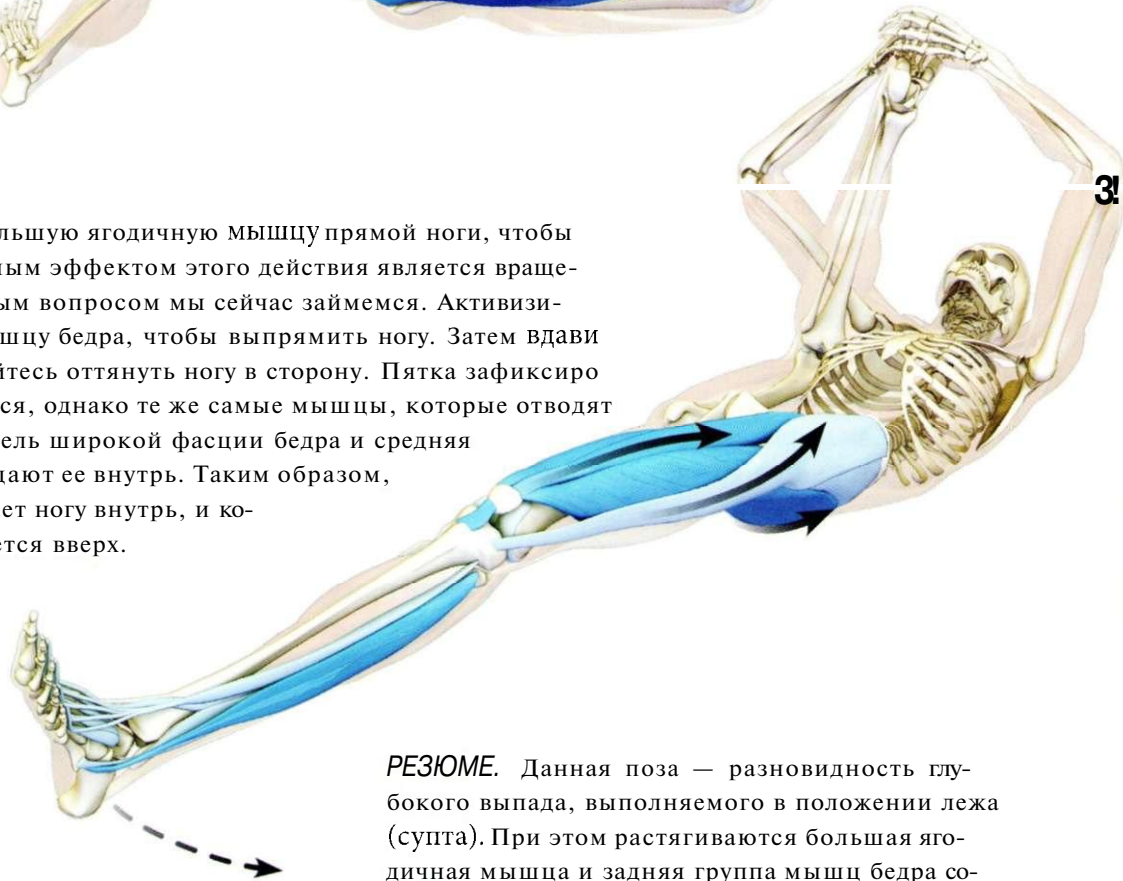 3!
льшую ягодичную мышцу прямой ноги, чтобы
ым эффектом этого действия является враще-
ым вопросом мы сейчас займемся. Активизи-
шцу бедра, чтобы выпрямить ногу. Затем вдави
йтесь оттянуть ногу в сторону. Пятка зафиксиро
ся, однако те же самые мышцы, которые отводят
ель широкой фасции бедра и средняя
щают ее внутрь. Таким образом,
ет ногу внутрь, и ко-
ется вверх.
РЕЗЮМЕ. Данная поза — разновидность глу-
бокого выпада, выполняемого в положении лежа
(супта). При этом растягиваются большая яго-
дичная мышца и задняя группа мышц бедра со-